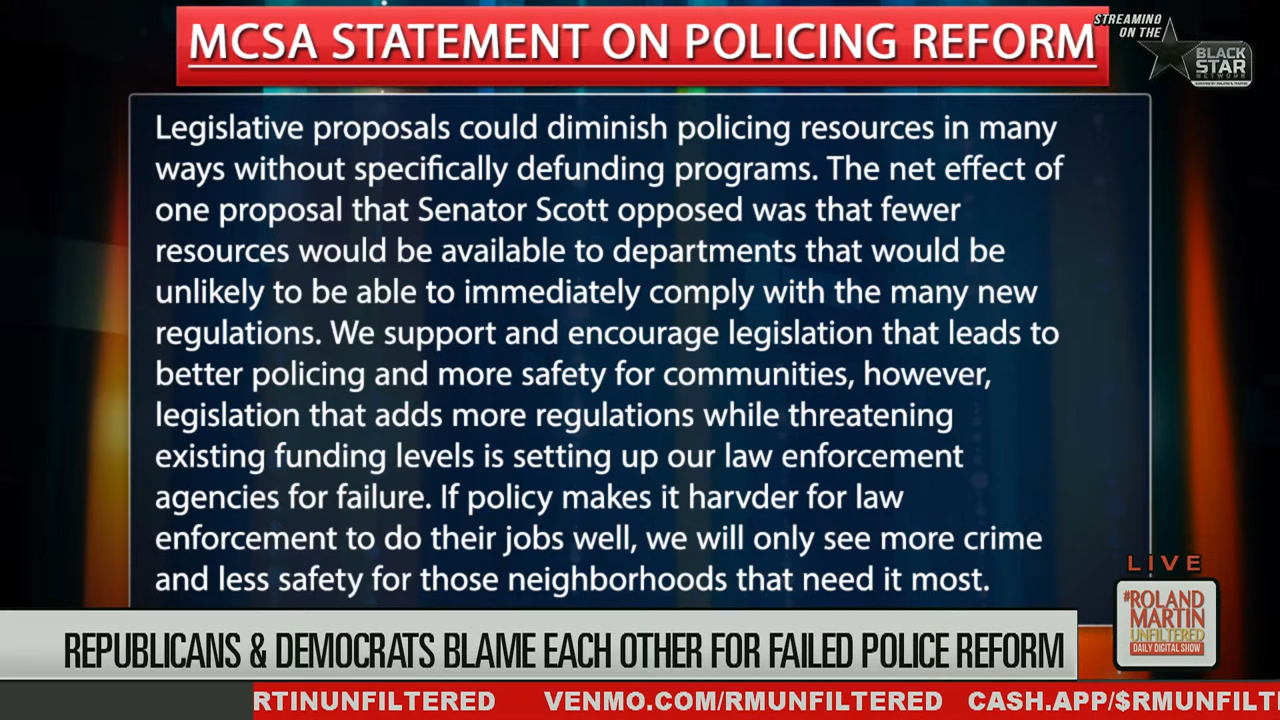 MCSA STATEMENT ON POLICING REFORM
STREAMING
ON THE
BLACK
STAR
NETWORK
Legislative proposals could diminish policing resources in many
ways without specifically defunding programs. The net effect of
one proposal that Senator Scott opposed was that fewer
resources would be available to departments that would be
unlikely to be able to immediately comply with the many new
regulations. We support and encourage legislation that leads to
better policing and more safety for communities, however,
legislation that adds more regulations while threatening
existing funding levels is setting up our law enforcement
agencies for failure. If policy makes it harvder for law
enforcement to do their jobs well, we will only see more crime
and less safety for those neighborhoods that need it most.
LIVE
#ROLAND
MARTIN
UNFILTERED
DAILY DIGITAL SHOW
REPUBLICANS & DEMOCRATS BLAME EACH OTHER FOR FAILED POLICE REFORM
RTINUNFILTERED VENMO.COM/RMUNFILTERED CASH.APP/$RMUNFILT